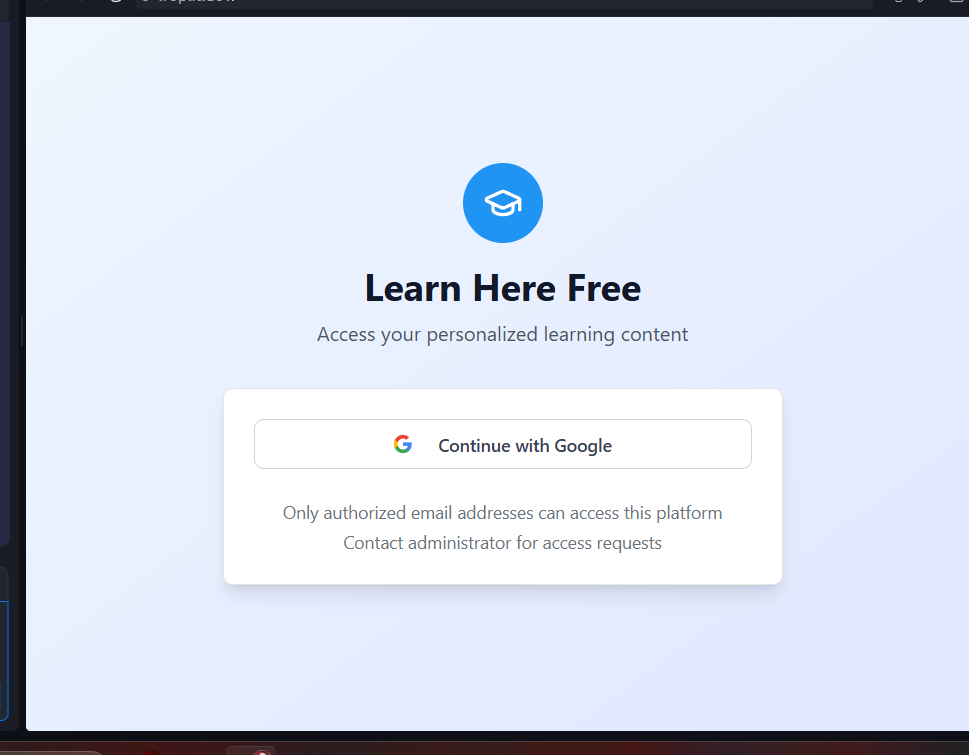 Learn Here Free
Access your personalized learning content
Continue with Google
Only authorized email addresses can access this platform
Contact administrator for access requests